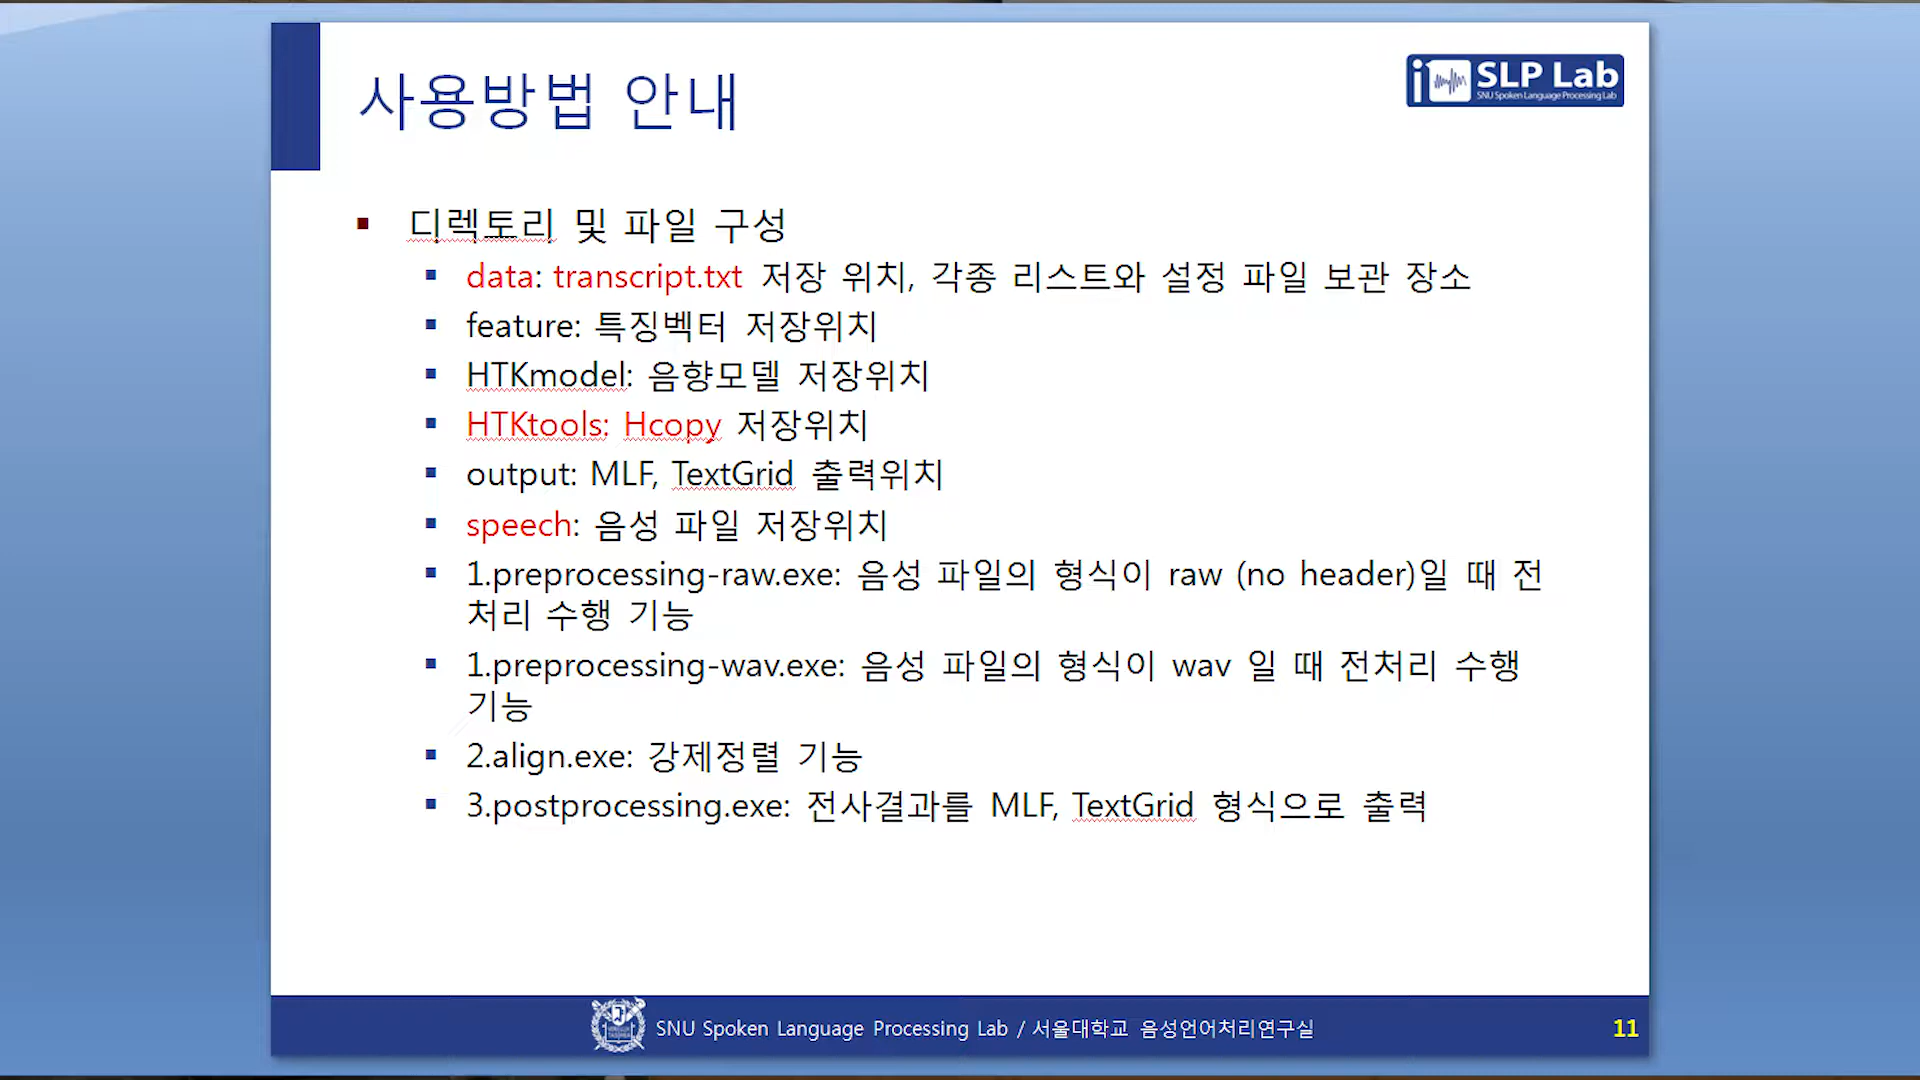 사용방법 안내
i SLP Lab
SNU Spoken Language Processing Lab
디렉토리 및 파일 구성
data: transcript.txt 저장 위치, 각종 리스트와 설정 파일 보관 장소
feature: 특징벡터 저장위치
HTKmodel: 음향모델 저장위치
HTKtools: Hcopy 저장위치
output: MLF, TextGrid 출력위치
speech: 음성 파일 저장위치
1.preprocessing-raw.exe: 음성 파일의 형식이 raw (no header)일 때 전
처리 수행 기능
1.preprocessing-wav.exe: 음성 파일의 형식이 wav 일 때 전처리 수행
기능
2.align.exe: 강제정렬 기능
3.postprocessing.exe: 전사결과를 MLF, TextGrid 형식으로 출력
SNU Spoken Language Processing Lab / 서울대학교 음성언어처리연구실
11